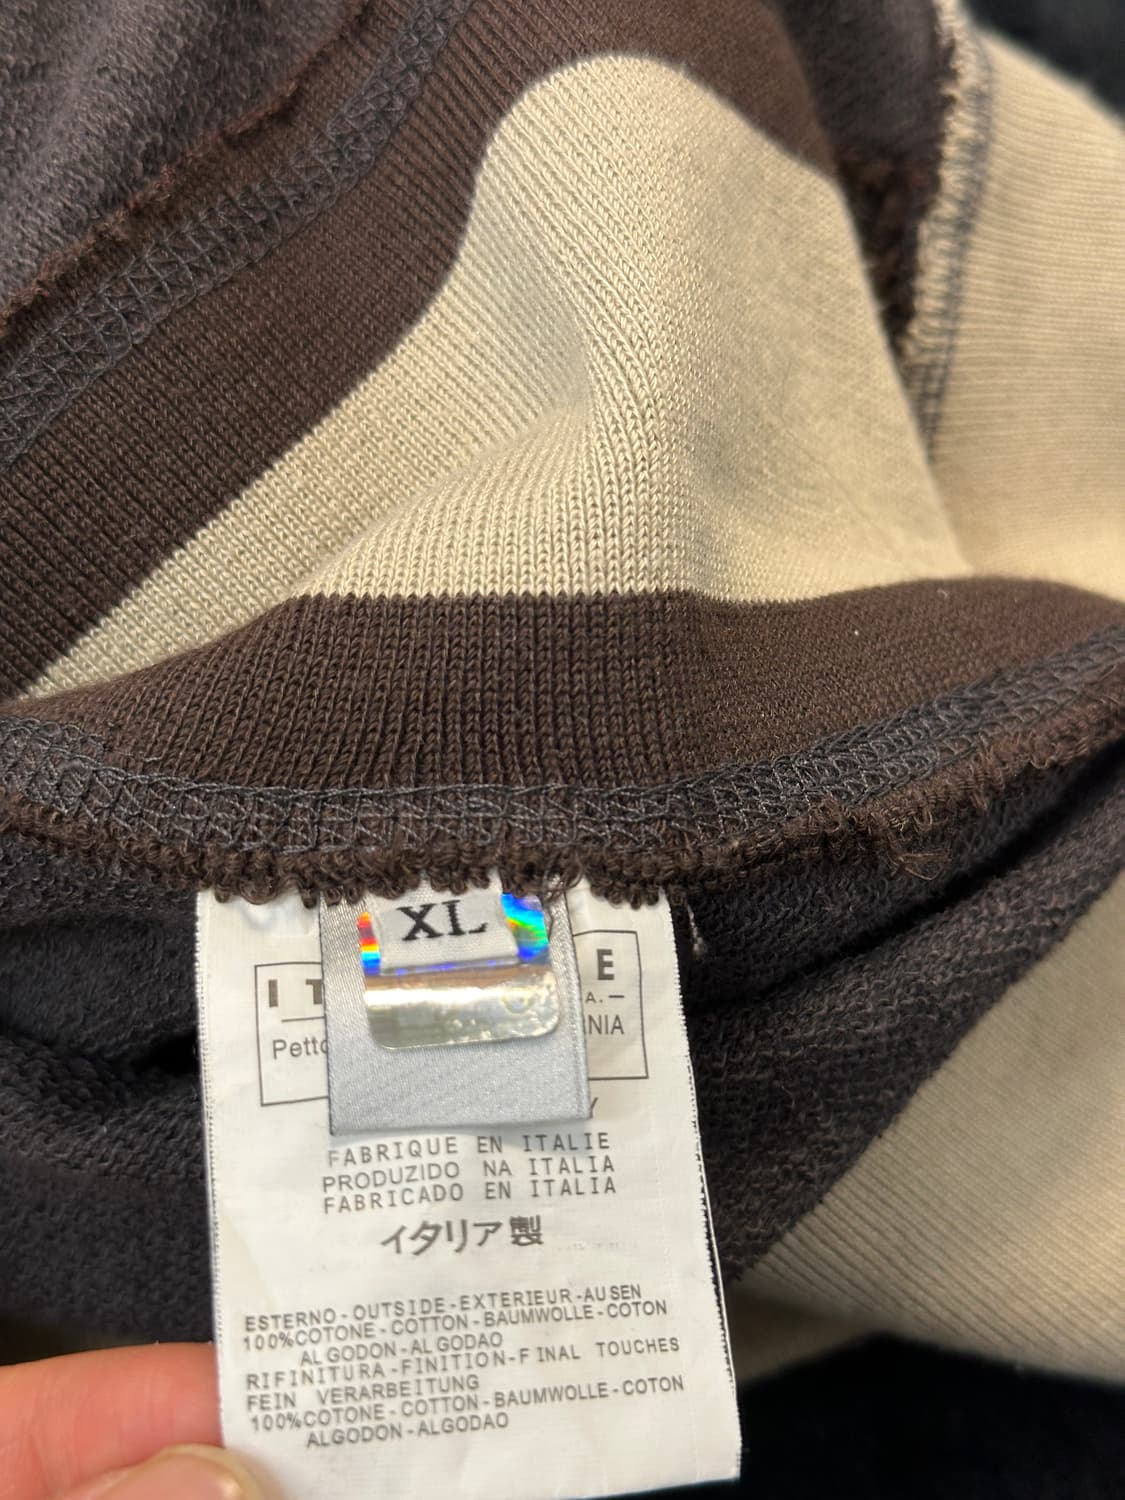 XL
E
FABRIQUE EN ITALIE
PRODUZIDO NA ITALIA
FABRICADO EN ITALIA
イタリア製
ESTERNO-OUTSIDE-EXTERIEUR-AUSEN
100%COTONE-COTTON-BAUMWOLLE-COTON
ALGODON-ALGODAO
RIFINITURA-FINITION-FINAL TOUCHES
FEIN VERARBEITUNG
100%COTONE-COTTON-BAUMWOLLE-COTON
ALGODON-ALGODAO